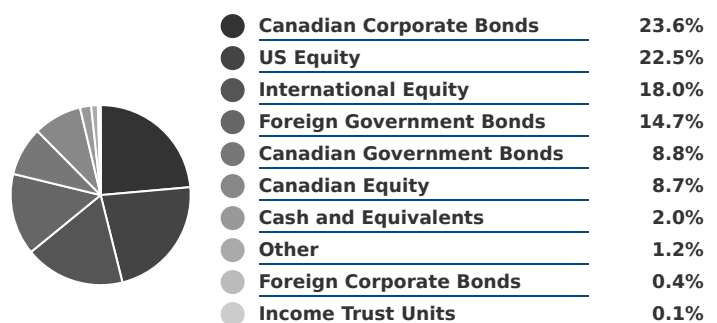 Canadian Corporate Bonds 23.6%
US Equity 22.5%
International Equity 18.0%
Foreign Government Bonds 14.7%
Canadian Government Bonds 8.8%
Canadian Equity 8.7%
Cash and Equivalents 2.0%
Other 1.2%
Foreign Corporate Bonds 0.4%
Income Trust Units 0.1%